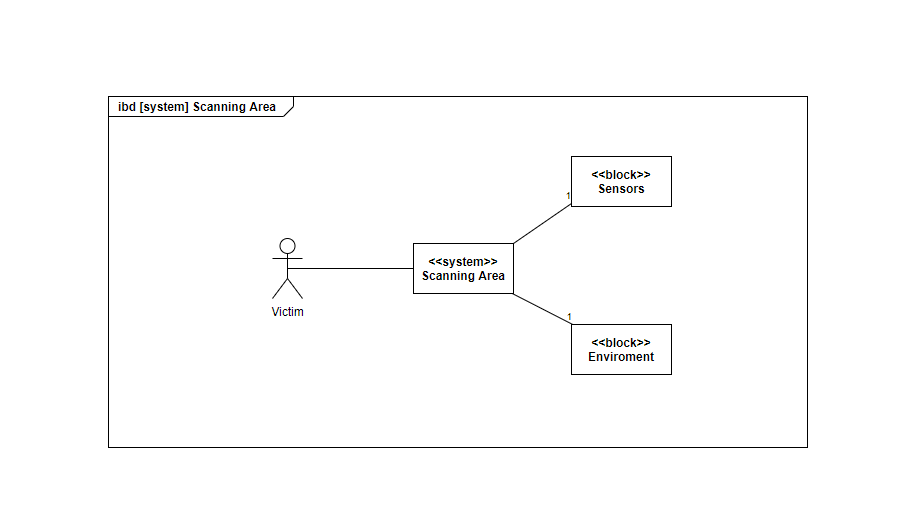 ibd [system] Scanning Area
<<block>>
Sensors
1
<<system>>
Scanning Area
Victim
1
<<block>>
Enviroment